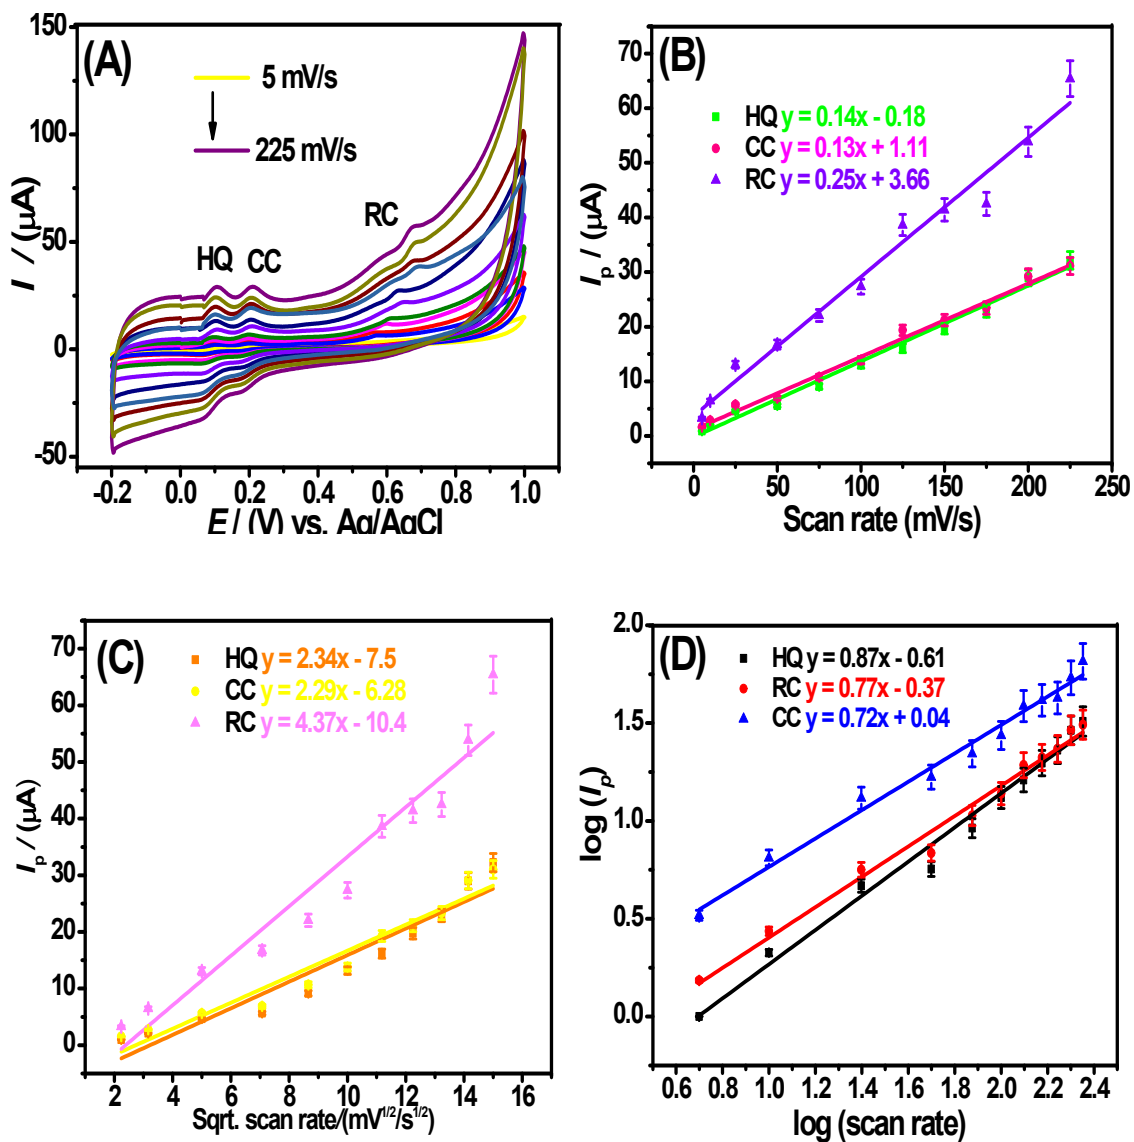 (A)
5 mV/s
225 mV/s
HQ
CC
RC
150
100
50
0
-50
-0.2 0.0 0.2 0.4 0.6 0.8 1.0
I / (µA)
E / (V) vs. Ag/AgCl
(B)
HQ y = 0.14x - 0.18
CC y = 0.13x + 1.11
RC y = 0.25x + 3.66
70
60
50
40
30
20
10
0
0 50 100 150 200 250
Ip / (µA)
Scan rate (mV/s)
(C)
HQ y = 2.34x - 7.5
CC y = 2.29x - 6.28
RC y = 4.37x - 10.4
70
60
50
40
30
20
10
0
2 4 6 8 10 12 14 16
Ip / (µA)
Sqrt. scan rate/(mV1/2/s1/2)
(D)
HQ y = 0.87x - 0.61
RC y = 0.77x - 0.37
CC y = 0.72x + 0.04
2.0
1.5
1.0
0.5
0.0
0.6 0.8 1.0 1.2 1.4 1.6 1.8 2.0 2.2 2.4
log (Ip)
log (scan rate)